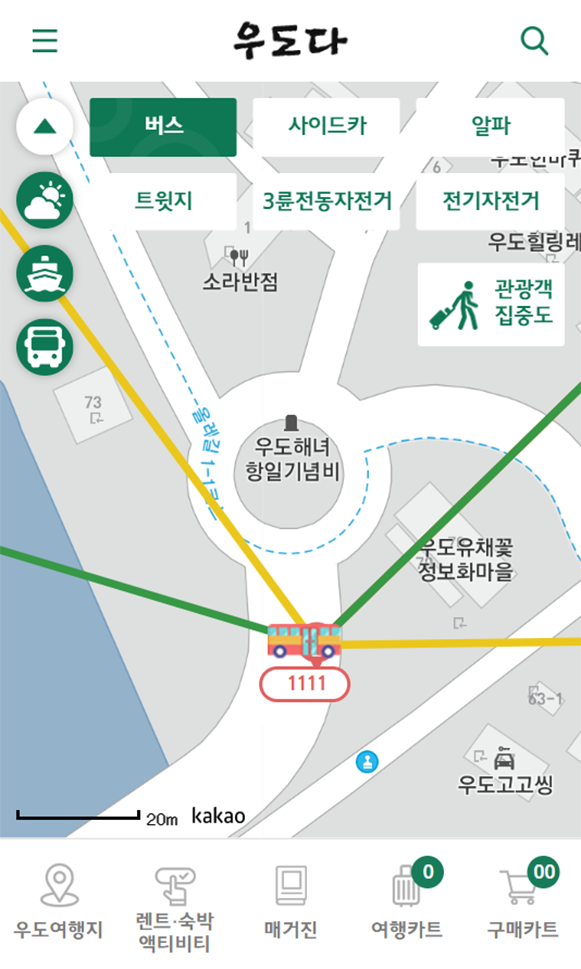 우도다
버스
사이드카
알파
6
트윗지
3륜전동자전거
전기자전거
1
소라반점
우도힐링레
관광객
집중도
73
올레길 1-1코스
우도해녀
항일기념비
우도유채꽃
정보화마을
1111
63-1
우도고고씽
20m
kakao
0
00
우도여행지
렌트·숙박
액티비티
매거진
여행카트
구매카트